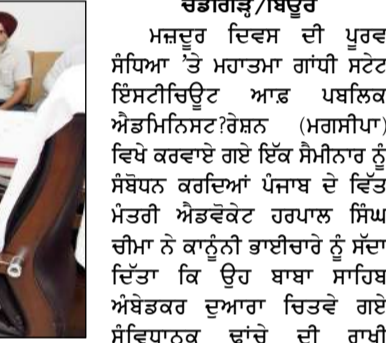 ਚੰਡੀਗੜ੍ਹ/ਬਿਊਰੋ
ਮਜ਼ਦੂਰ ਦਿਵਸ ਦੀ ਪੂਰਵ
ਸੰਧਿਆ 'ਤੇ ਮਹਾਤਮਾ ਗਾਂਧੀ ਸਟੇਟ
ਇੰਸਟੀਚਿਊਟ ਆਫ਼ ਪਬਲਿਕ
ਐਡਮਿਨਿਸਟ?ਰੇਸ਼ਨ (ਮਗਸੀਪਾ)
ਵਿਖੇ ਕਰਵਾਏ ਗਏ ਇੱਕ ਸੈਮੀਨਾਰ ਨੂੰ
ਸੰਬੋਧਨ ਕਰਦਿਆਂ ਪੰਜਾਬ ਦੇ ਵਿੱਤ
ਮੰਤਰੀ ਐਡਵੋਕੇਟ ਹਰਪਾਲ ਸਿੰਘ
ਚੀਮਾ ਨੇ ਕਾਨੂੰਨੀ ਭਾਈਚਾਰੇ ਨੂੰ ਸੱਦਾ
ਦਿੱਤਾ ਕਿ ਉਹ ਬਾਬਾ ਸਾਹਿਬ
ਅੰਬੇਡਕਰ ਦੁਆਰਾ ਚਿਤਵੇ ਗਏ
ਸੰਵਿਧਾਨਕ ਢਾਂਚੇ ਦੀ ਰਾਖੀ